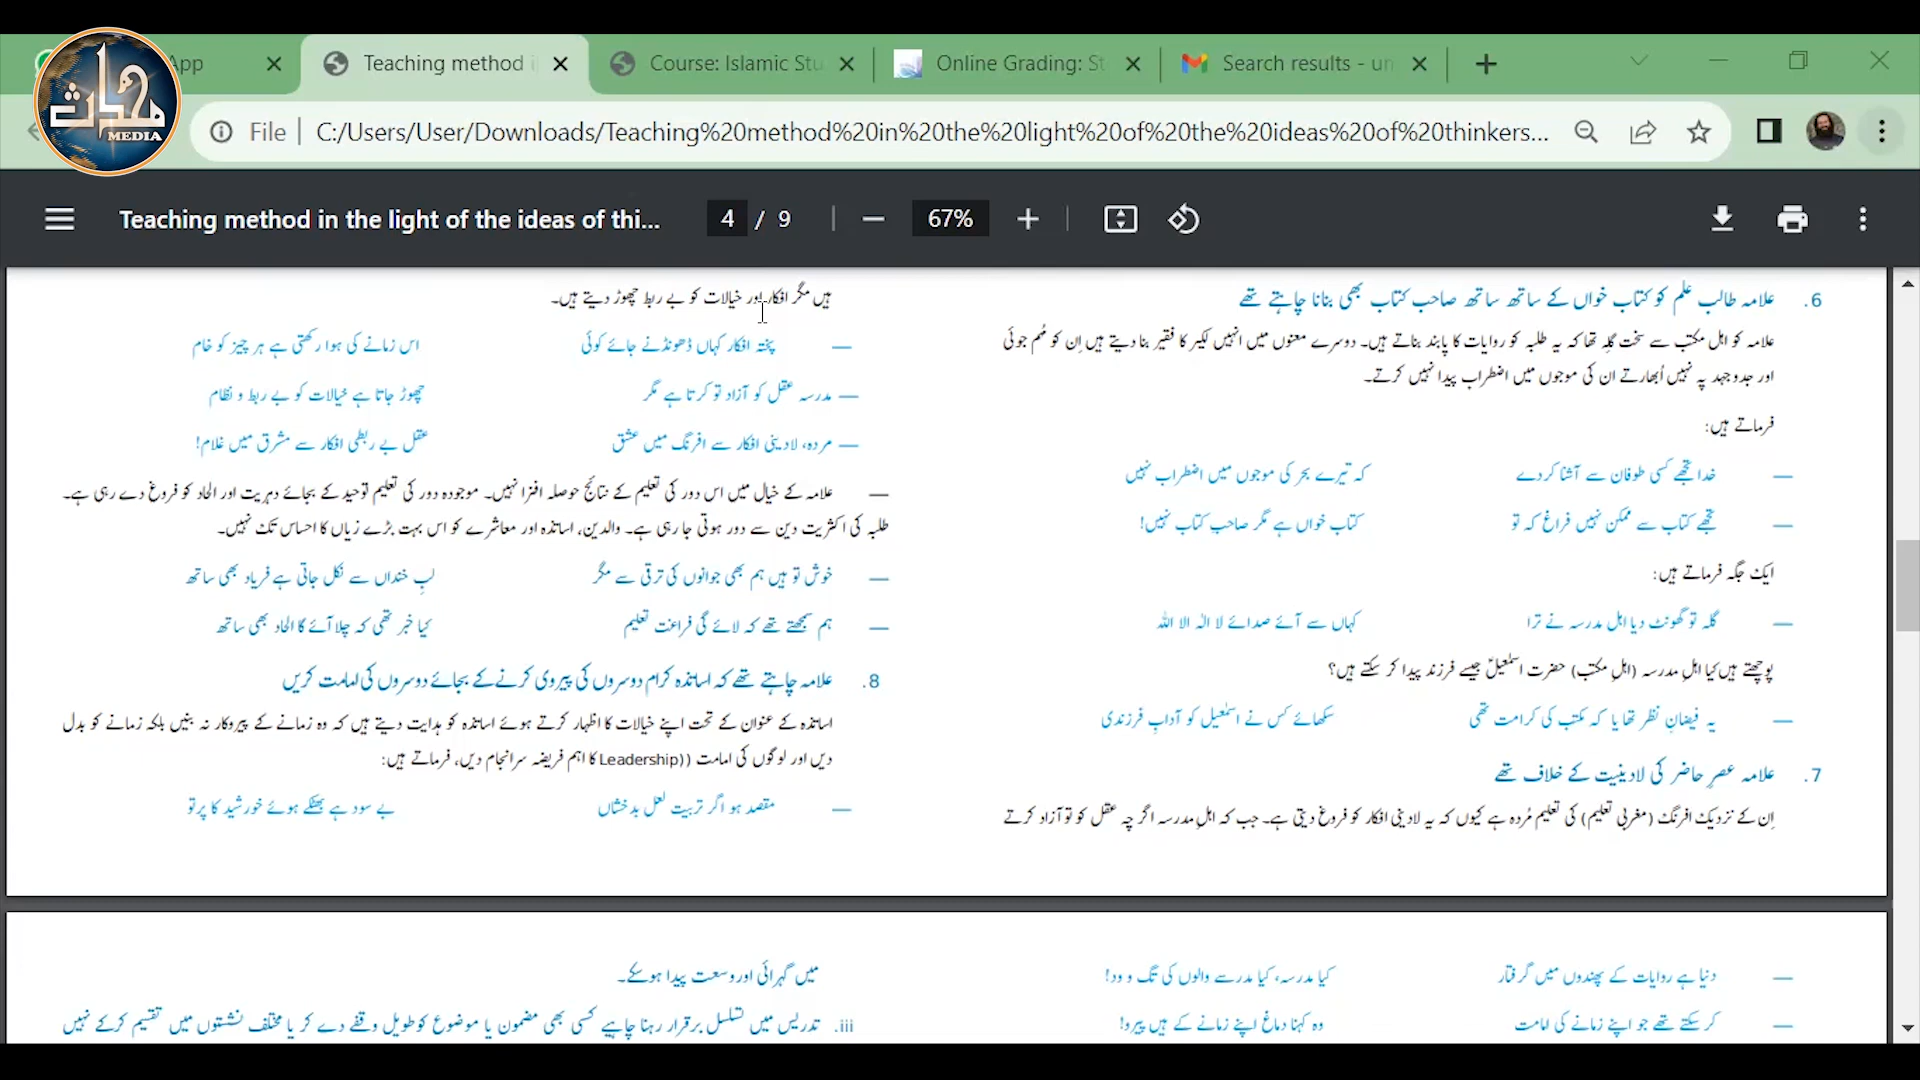 App
Teaching method i
Course: Islamic Stu
Online Grading: St
Search results - un
محدث
MEDIA
File
C:/Users/User/Downloads/Teaching%20method%20in%20the%20light%20of%20the%20ideas%20of%20thinkers...
Teaching method in the light of the ideas of thi...
4 / 9
67%
6. علامہ طالب علم کو کتاب خواں کے ساتھ ساتھ صاحب کتاب بھی بنانا چاہتے تھے
علامہ کو اہل مکتب سے سخت گلِہ تھا کہ یہ طلبہ کو روایات کا پابند بناتے ہیں۔ دوسرے معنوں میں انہیں لکیر کا فقیر بنا دیتے ہیں اِن کو مُہم جوئی
اور جدوجہد پہ نہیں اُبھارتے ان کی موجوں میں اضطراب پیدا نہیں کرتے۔
فرماتے ہیں:
— خدا تجھے کسی طوفان سے آشنا کردے کہ تیرے بحر کی موجوں میں اضطراب نہیں
— تجھے کتاب سے ممکن نہیں فراغ کہ تو کتاب خواں ہے مگر صاحبِ کتاب نہیں!
ایک جگہ فرماتے ہیں:
— گلہ تو گھونٹ دیا اہل مدرسہ نے ترا کہاں سے آئے صدائے لا الٰہ الا اللہ
پوچھتے ہیں کیا اہلِ مدرسہ (اہلِ مکتب) حضرت اسمٰعیلؑ جیسے فرزند پیدا کر سکتے ہیں؟
— یہ فیضانِ نظر تھا یا کہ مکتب کی کرامت تھی سکھائے کس نے اسمٰعیل کو آدابِ فرزندی
7. علامہ عصرِ حاضر کی لادینیت کے خلاف تھے
اِن کے نزدیک افرنگ (مغربی تعلیم) کی تعلیم مُردہ ہے کیوں کہ یہ لادینی افکار کو فروغ دیتی ہے۔ جب کہ اہلِ مدرسہ اگر چہ عقل کو تو آزاد کرتے
ہیں مگر افکار اور خیالات کو بے ربط چھوڑ دیتے ہیں۔
— پختہ افکار کہاں ڈھونڈنے جائے کوئی اس زمانے کی ہوا رکھتی ہے ہر چیز کو خام
— مدرسہ عقل کو آزاد تو کرتا ہے مگر چھوڑ جاتا ہے خیالات کو بے ربط و نظام
— مردہ، لادینی افکار سے افرنگ میں عشق عقل بے ربطی افکار سے مشرق میں غلام!
— علامہ کے خیال میں اس دور کی تعلیم کے نتائج حوصلہ افزا نہیں۔ موجودہ دور کی تعلیم توحید کے بجائے دہریت اور الحاد کو فروغ دے رہی ہے۔
طلبہ کی اکثریت دین سے دور ہوتی جا رہی ہے۔ والدین، اساتذہ اور معاشرے کو اس بہت بڑے زیاں کا احساس تک نہیں۔
— خوش تو ہیں ہم بھی جوانوں کی ترقی سے مگر لبِ خنداں سے نکل جاتی ہے فریاد بھی ساتھ
— ہم سمجھتے تھے کہ لائے گی فراغت تعلیم کیا خبر تھی کہ چلا آئے گا الحاد بھی ساتھ
8. علامہ چاہتے تھے کہ اساتذہ کرام دوسروں کی پیروی کرنے کے بجائے دوسروں کی امامت کریں
اساتذہ کے عنوان کے تحت اپنے خیالات کا اظہار کرتے ہوئے اساتذہ کو ہدایت دیتے ہیں کہ وہ زمانے کے پیروکار نہ بنیں بلکہ زمانے کو بدل
دیں اور لوگوں کی امامت ((Leadership کا اہم فریضہ سرانجام دیں، فرماتے ہیں:
— مقصد ہو اگر تربیت لعل بدخشاں بے سود ہے بھٹکے ہوئے خورشید کا پرتو
— دنیا ہے روایات کے پھندوں میں گرفتار کیا مدرسہ، کیا مدرسے والوں کی تگ و دو!
— کر سکتے تھے جو اپنے زمانے کی امامت وہ کہنا دماغ اپنے زمانے کے ہیں پیرو!
میں گہرائی اور وسعت پیدا ہوسکے۔
iii. تدریس میں تسلسل برقرار رہنا چاہیے کسی بھی مضمون یا موضوع کو طویل وقفے دے کر یا مختلف نشستوں میں تقسیم کرکے نہیں